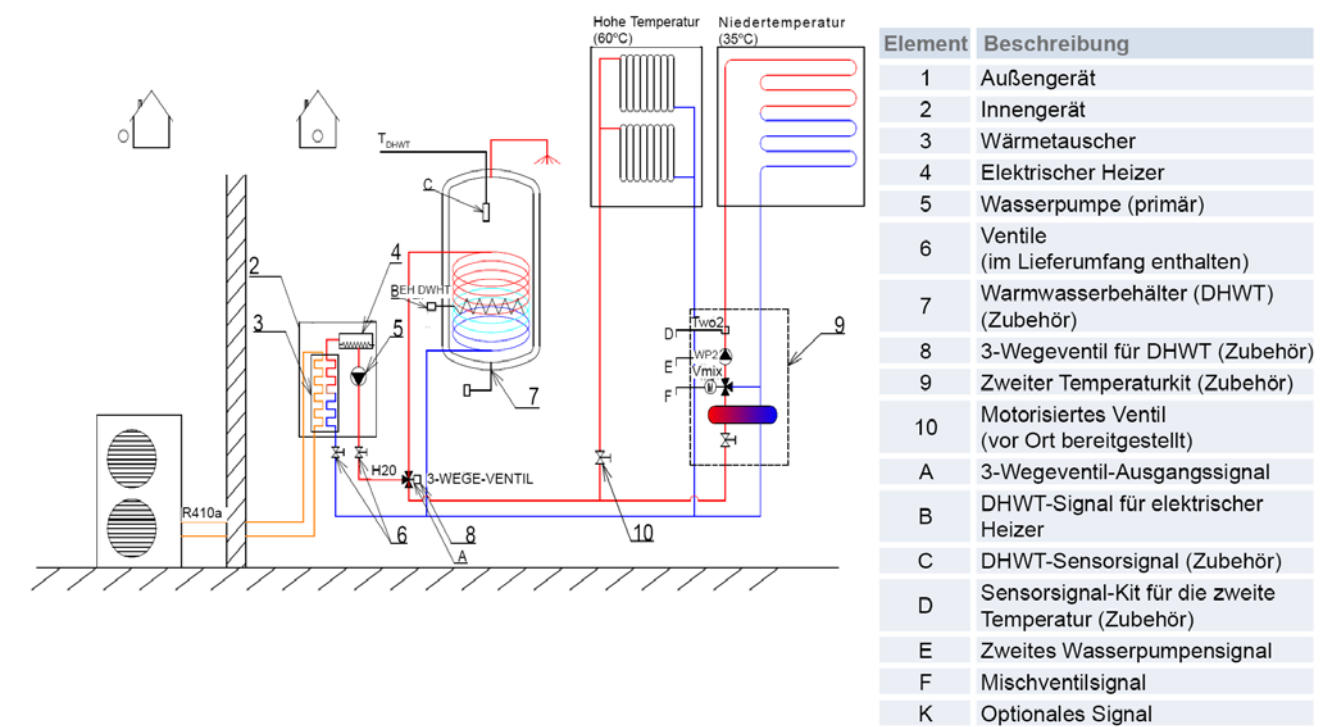 Hohe Temperatur
(60°C)
Niedertemperatur
(35°C)
TDHWT
C
4
2
BEH DWHT
B
3
5
7
Two2
D
9
WP2
E
Vmix
F
M
H20
3-WEGE-VENTIL
R410a
6
8
A
10
Element Beschreibung
1 Außengerät
2 Innengerät
3 Wärmetauscher
4 Elektrischer Heizer
5 Wasserpumpe (primär)
6 Ventile
(im Lieferumfang enthalten)
7 Warmwasserbehälter (DHWT)
(Zubehör)
8 3-Wegeventil für DHWT (Zubehör)
9 Zweiter Temperaturkit (Zubehör)
10 Motorisiertes Ventil
(vor Ort bereitgestellt)
A 3-Wegeventil-Ausgangssignal
B DHWT-Signal für elektrischer
Heizer
C DHWT-Sensorsignal (Zubehör)
D Sensorsignal-Kit für die zweite
Temperatur (Zubehör)
E Zweites Wasserpumpensignal
F Mischventilsignal
K Optionales Signal